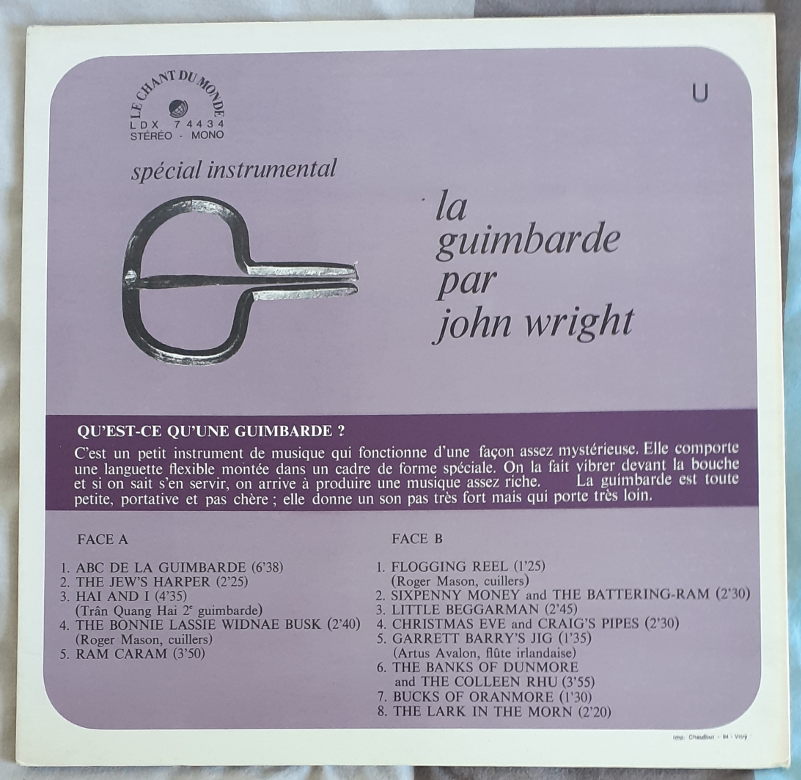 LE CHANT DU MONDE
LDX 74434
STÉRÉO - MONO
U
spécial instrumental
la
guimbarde
par
john wright
QU'EST-CE QU'UNE GUIMBARDE ?
C'est un petit instrument de musique qui fonctionne d'une façon assez mystérieuse. Elle comporte
une languette flexible montée dans un cadre de forme spéciale. On la fait vibrer devant la bouche
et si on sait s'en servir, on arrive à produire une musique assez riche. La guimbarde est toute
petite, portative et pas chère ; elle donne un son pas très fort mais qui porte très loin.
FACE A
1. ABC DE LA GUIMBARDE (6'38)
2. THE JEW'S HARPER (2'25)
3. HAI AND I (4'35)
(Trân Quang Hai 2e guimbarde)
4. THE BONNIE LASSIE WIDNAE BUSK (2'40)
(Roger Mason, cuillers)
5. RAM CARAM (3'50)
FACE B
1. FLOGGING REEL (1'25)
(Roger Mason, cuillers)
2. SIXPENNY MONEY and THE BATTERING-RAM (2'30)
3. LITTLE BEGGARMAN (2'45)
4. CHRISTMAS EVE and CRAIG'S PIPES (2'30)
5. GARRETT BARRY'S JIG (1'35)
(Artus Avalon, flûte irlandaise)
6. THE BANKS OF DUNMORE
and THE COLLEEN RHU (3'55)
7. BUCKS OF ORANMORE (1'30)
8. THE LARK IN THE MORN (2'20)
Imp. - 94 - Vitry